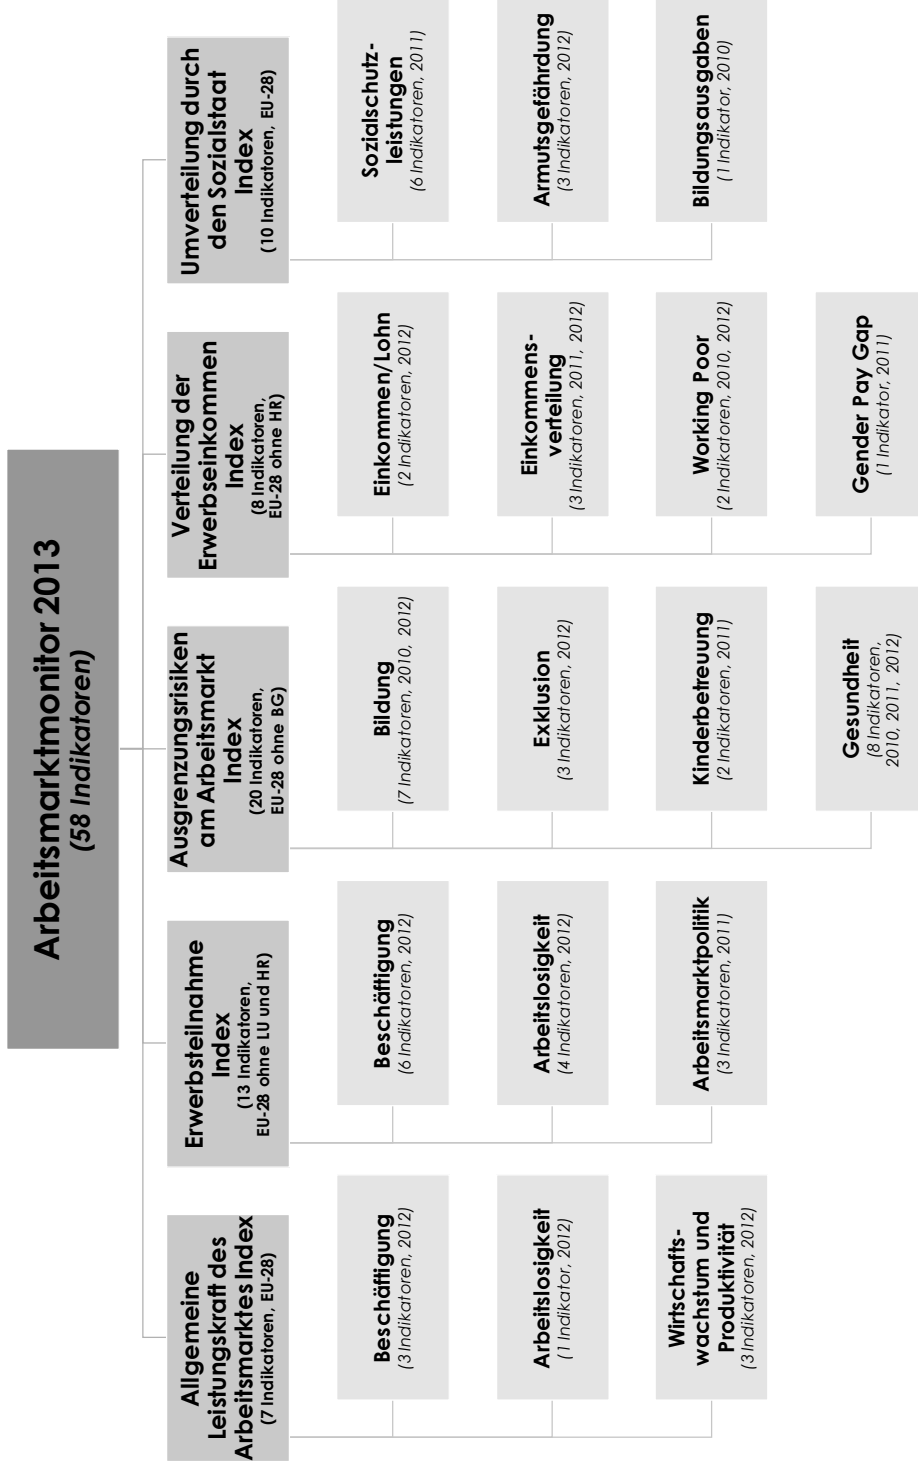 Arbeitsmarktmonitor 2013
(58 Indikatoren)
Allgemeine
Leistungskraft des
Arbeitsmarktes Index
(7 Indikatoren, EU-28)
Beschäftigung
(3 Indikatoren, 2012)
Arbeitslosigkeit
(1 Indikator, 2012)
Wirtschafts-
wachstum und
Produktivität
(3 Indikatoren, 2012)
Erwerbsteilnahme
Index
(13 Indikatoren,
EU-28 ohne LU und HR)
Beschäftigung
(6 Indikatoren, 2012)
Arbeitslosigkeit
(4 Indikatoren, 2012)
Arbeitsmarktpolitik
(3 Indikatoren, 2011)
Ausgrenzungsrisiken
am Arbeitsmarkt
Index
(20 Indikatoren,
EU-28 ohne BG)
Bildung
(7 Indikatoren, 2010, 2012)
Exklusion
(3 Indikatoren, 2012)
Kinderbetreuung
(2 Indikatoren, 2011)
Gesundheit
(8 Indikatoren,
2010, 2011, 2012)
Verteilung der
Erwerbseinkommen
Index
(8 Indikatoren,
EU-28 ohne HR)
Einkommen/Lohn
(2 Indikatoren, 2012)
Einkommens-
verteilung
(3 Indikatoren, 2011, 2012)
Working Poor
(2 Indikatoren, 2010, 2012)
Gender Pay Gap
(1 Indikator, 2011)
Umverteilung durch
den Sozialstaat
Index
(10 Indikatoren, EU-28)
Sozialschutz-
leistungen
(6 Indikatoren, 2011)
Armutsgefährdung
(3 Indikatoren, 2012)
Bildungsausgaben
(1 Indikator, 2010)